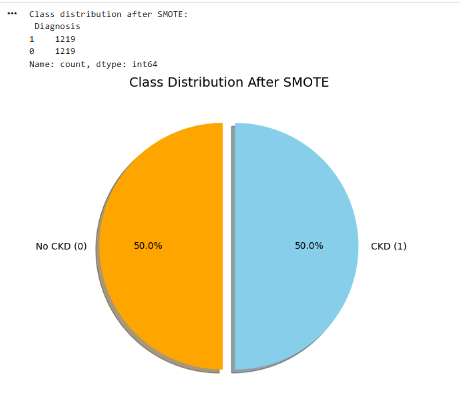 •••
Class distribution after SMOTE:
Diagnosis
1    1219
0    1219
Name: count, dtype: int64
Class Distribution After SMOTE
No CKD (0)
50.0%
50.0%
CKD (1)